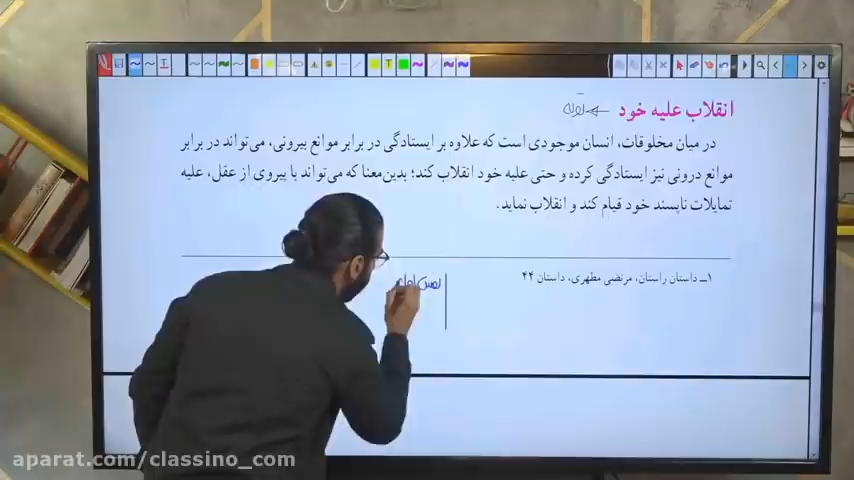 انقلاب علیه خود
در میان مخلوقات، انسان موجودی است که علاوه بر ایستادگی در برابر موانع بیرونی، می‌تواند در برابر
موانع درونی نیز ایستادگی کرده و حتی علیه خود انقلاب کند؛ بدین‌معنا که می‌تواند با پیروی از عقل، علیه
تمایلات ناپسند خود قیام کند و انقلاب نماید.
۱ــ داستان راستان، مرتضی مطهری، داستان ۴۴
نفس
aparat.com/classino_com